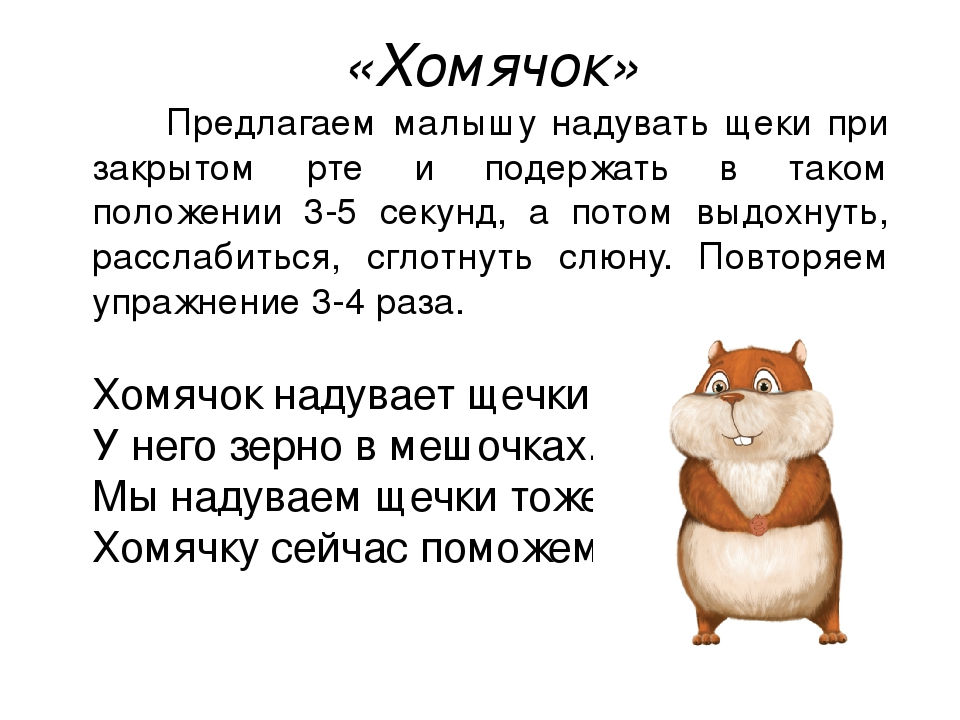 «Хомячок»
Предлагаем малышу надувать щеки при
закрытом рте и подержать в таком
положении 3-5 секунд, а потом выдохнуть,
расслабиться, сглотнуть слюну. Повторяем
упражнение 3-4 раза.
Хомячок надувает щечки
У него зерно в мешочках.
Мы надуваем щечки тоже
Хомячку сейчас поможем